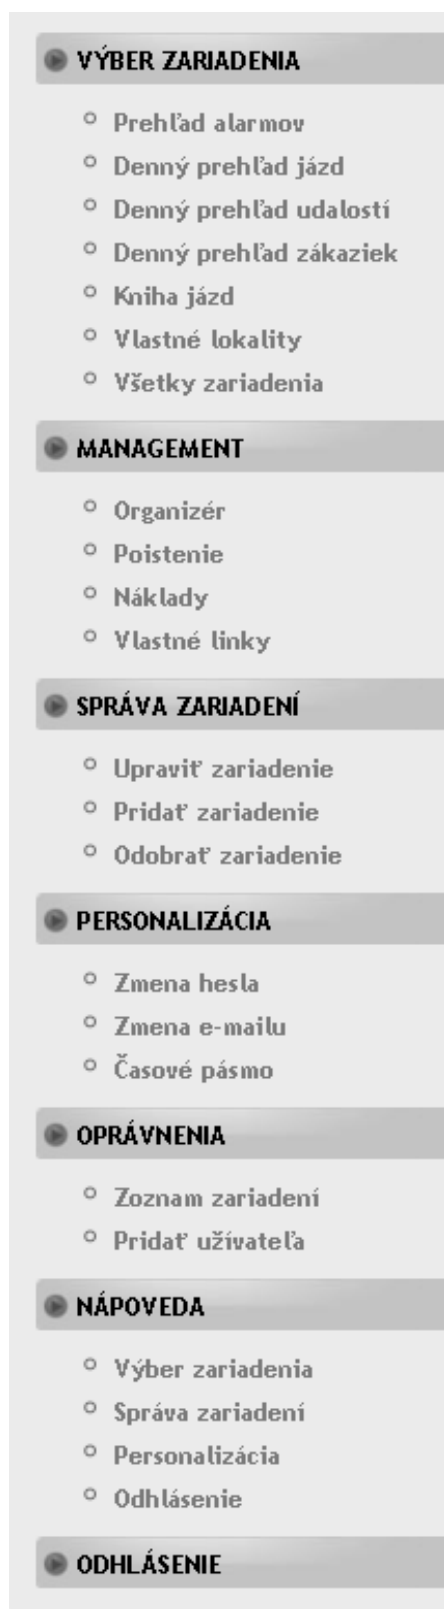 VÝBER ZARIADENIA
Prehľad alarmov
Denný prehľad jázd
Denný prehľad udalostí
Denný prehľad zákaziek
Kniha jázd
Vlastné lokality
Všetky zariadenia
MANAGEMENT
Organizér
Poistenie
Náklady
Vlastné linky
SPRÁVA ZARIADENÍ
Upraviť zariadenie
Pridať zariadenie
Odobrať zariadenie
PERSONALIZÁCIA
Zmena hesla
Zmena e-mailu
Časové pásmo
OPRÁVNENIA
Zoznam zariadení
Pridať užívateľa
NÁPOVEDA
Výber zariadenia
Správa zariadení
Personalizácia
Odhlásenie
ODHLÁSENIE